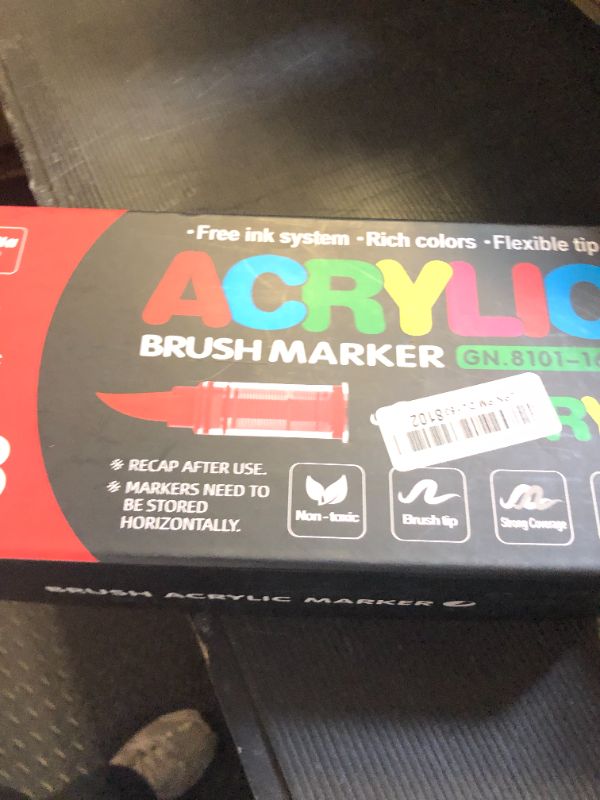 •Free ink system •Rich colors •Flexible tip
ACRYLIC
BRUSH MARKER GN.8101-16
RECAP AFTER USE.
MARKERS NEED TO
BE STORED
HORIZONTALLY.
Non-toxic
Brush tip
Strong Coverage
BRUSH ACRYLIC MARKER